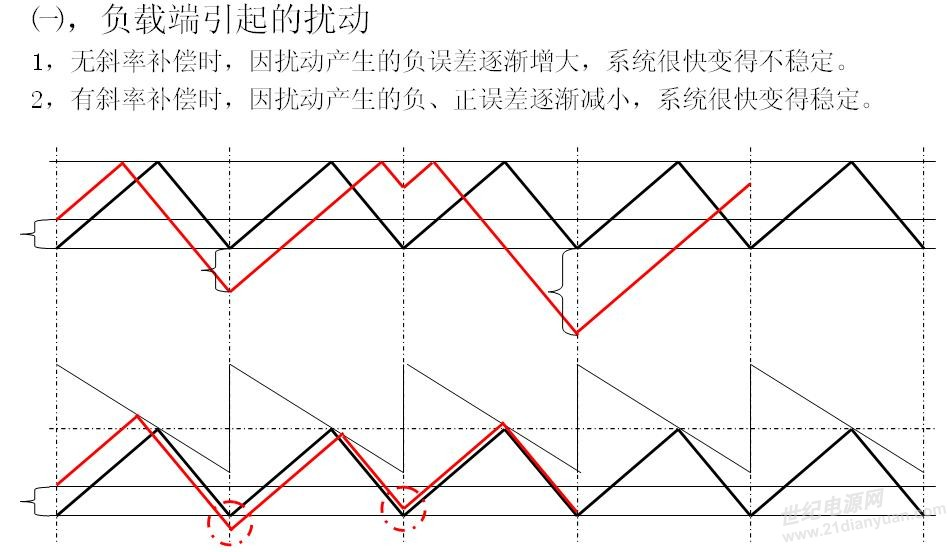 ㈠，负载端引起的扰动
1，无斜率补偿时，因扰动产生的负误差逐渐增大，系统很快变得不稳定。
2，有斜率补偿时，因扰动产生的负、正误差逐渐减小，系统很快变得稳定。
世纪电源网
www.21dianyuan.com